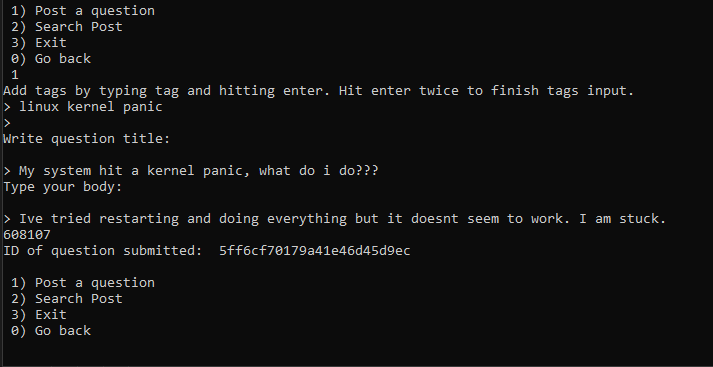 1) Post a question
2) Search Post
3) Exit
0) Go back
1
Add tags by typing tag and hitting enter. Hit enter twice to finish tags input.
> linux kernel panic
>
Write question title:
> My system hit a kernel panic, what do i do???
Type your body:
> Ive tried restarting and doing everything but it doesnt seem to work. I am stuck.
608107
ID of question submitted:  5ff6cf70179a41e46d45d9ec
1) Post a question
2) Search Post
3) Exit
0) Go back